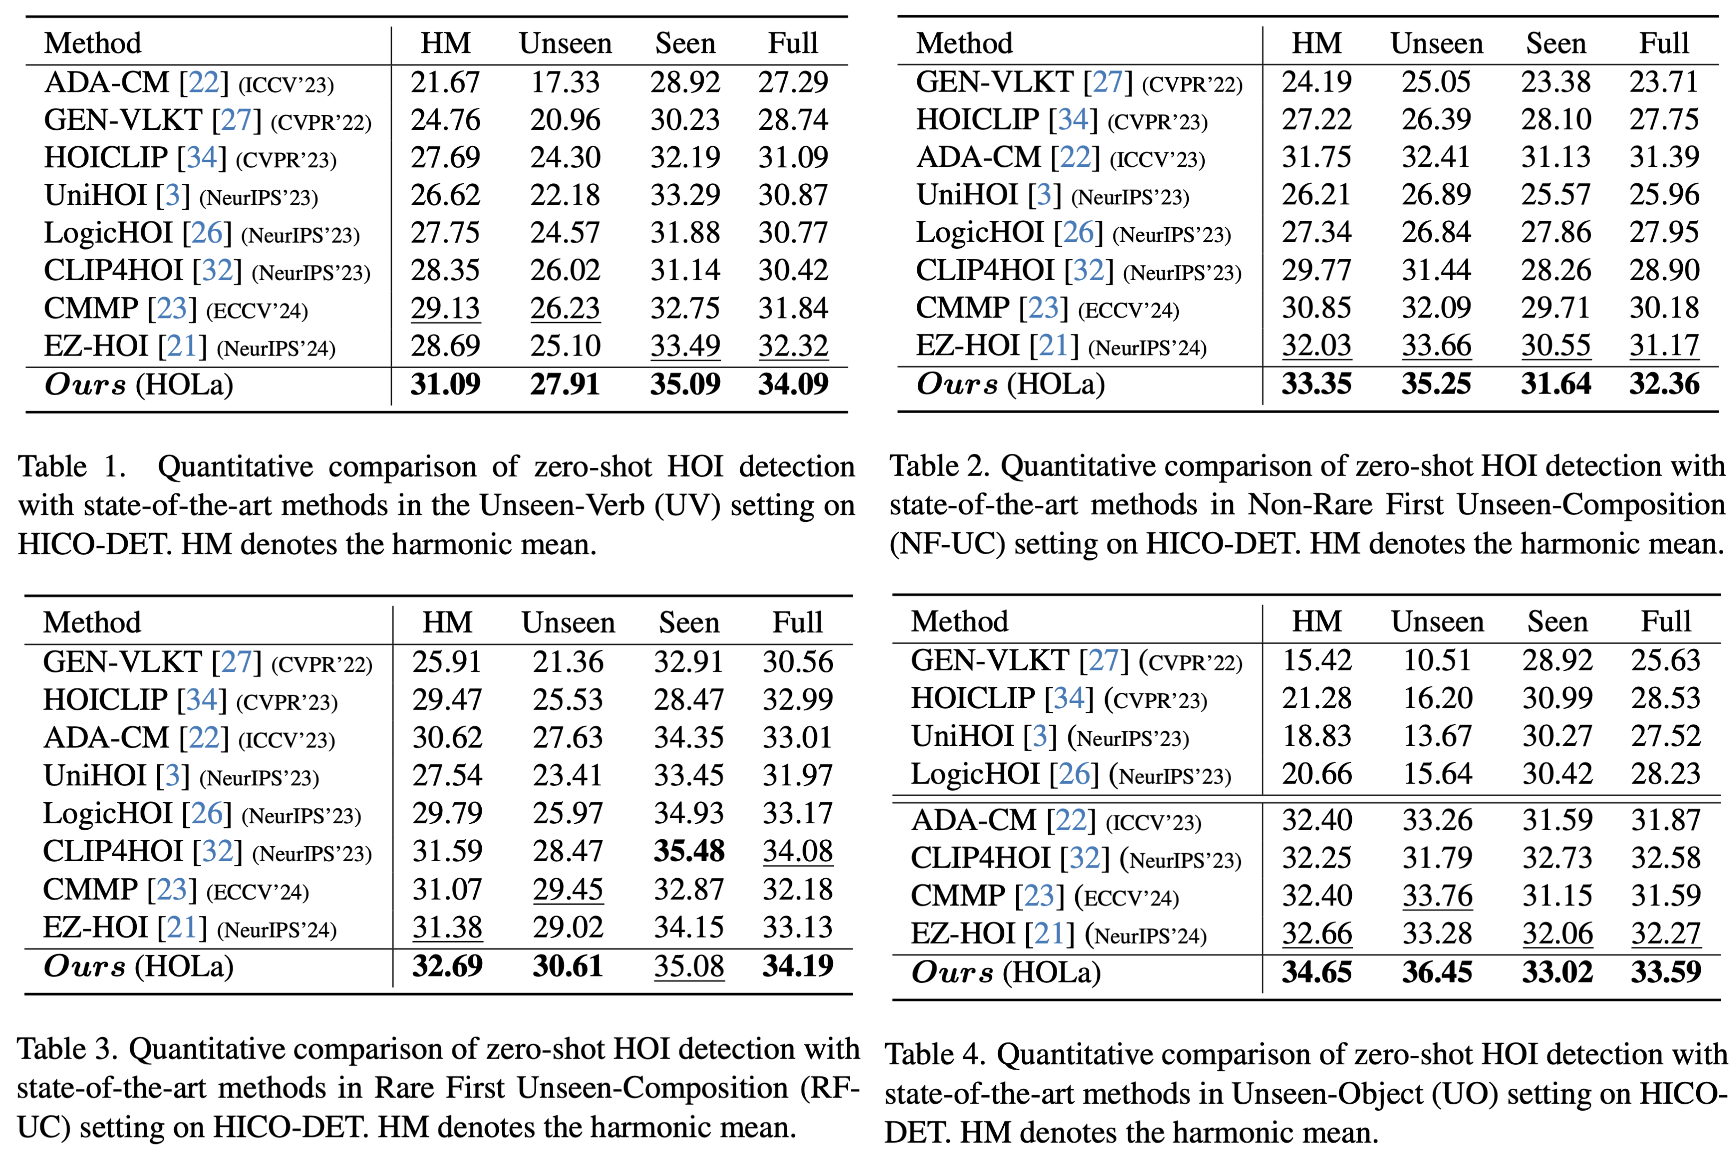 Method HM Unseen Seen Full
ADA-CM [22] (ICCV'23) 21.67 17.33 28.92 27.29
GEN-VLKT [27] (CVPR'22) 24.76 20.96 30.23 28.74
HOICLIP [34] (CVPR'23) 27.69 24.30 32.19 31.09
UniHOI [3] (NeurIPS'23) 26.62 22.18 33.29 30.87
LogicHOI [26] (NeurIPS'23) 27.75 24.57 31.88 30.77
CLIP4HOI [32] (NeurIPS'23) 28.35 26.02 31.14 30.42
CMMP [23] (ECCV'24) 29.13 26.23 32.75 31.84
EZ-HOI [21] (NeurIPS'24) 28.69 25.10 33.49 32.32
Ours (HOLa) 31.09 27.91 35.09 34.09
Table 1. Quantitative comparison of zero-shot HOI detection
with state-of-the-art methods in the Unseen-Verb (UV) setting on
HICO-DET. HM denotes the harmonic mean.
Method HM Unseen Seen Full
GEN-VLKT [27] (CVPR'22) 24.19 25.05 23.38 23.71
HOICLIP [34] (CVPR'23) 27.22 26.39 28.10 27.75
ADA-CM [22] (ICCV'23) 31.75 32.41 31.13 31.39
UniHOI [3] (NeurIPS'23) 26.21 26.89 25.57 25.96
LogicHOI [26] (NeurIPS'23) 27.34 26.84 27.86 27.95
CLIP4HOI [32] (NeurIPS'23) 29.77 31.44 28.26 28.90
CMMP [23] (ECCV'24) 30.85 32.09 29.71 30.18
EZ-HOI [21] (NeurIPS'24) 32.03 33.66 30.55 31.17
Ours (HOLa) 33.35 35.25 31.64 32.36
Table 2. Quantitative comparison of zero-shot HOI detection with
state-of-the-art methods in Non-Rare First Unseen-Composition
(NF-UC) setting on HICO-DET. HM denotes the harmonic mean.
Method HM Unseen Seen Full
GEN-VLKT [27] (CVPR'22) 25.91 21.36 32.91 30.56
HOICLIP [34] (CVPR'23) 29.47 25.53 28.47 32.99
ADA-CM [22] (ICCV'23) 30.62 27.63 34.35 33.01
UniHOI [3] (NeurIPS'23) 27.54 23.41 33.45 31.97
LogicHOI [26] (NeurIPS'23) 29.79 25.97 34.93 33.17
CLIP4HOI [32] (NeurIPS'23) 31.59 28.47 35.48 34.08
CMMP [23] (ECCV'24) 31.07 29.45 32.87 32.18
EZ-HOI [21] (NeurIPS'24) 31.38 29.02 34.15 33.13
Ours (HOLa) 32.69 30.61 35.08 34.19
Table 3. Quantitative comparison of zero-shot HOI detection with
state-of-the-art methods in Rare First Unseen-Composition (RF-
UC) setting on HICO-DET. HM denotes the harmonic mean.
Method HM Unseen Seen Full
GEN-VLKT [27] (CVPR'22) 15.42 10.51 28.92 25.63
HOICLIP [34] (CVPR'23) 21.28 16.20 30.99 28.53
UniHOI [3] (NeurIPS'23) 18.83 13.67 30.27 27.52
LogicHOI [26] (NeurIPS'23) 20.66 15.64 30.42 28.23
ADA-CM [22] (ICCV'23) 32.40 33.26 31.59 31.87
CLIP4HOI [32] (NeurIPS'23) 32.25 31.79 32.73 32.58
CMMP [23] (ECCV'24) 32.40 33.76 31.15 31.59
EZ-HOI [21] (NeurIPS'24) 32.66 33.28 32.06 32.27
Ours (HOLa) 34.65 36.45 33.02 33.59
Table 4. Quantitative comparison of zero-shot HOI detection with
state-of-the-art methods in Unseen-Object (UO) setting on HICO-
DET. HM denotes the harmonic mean.